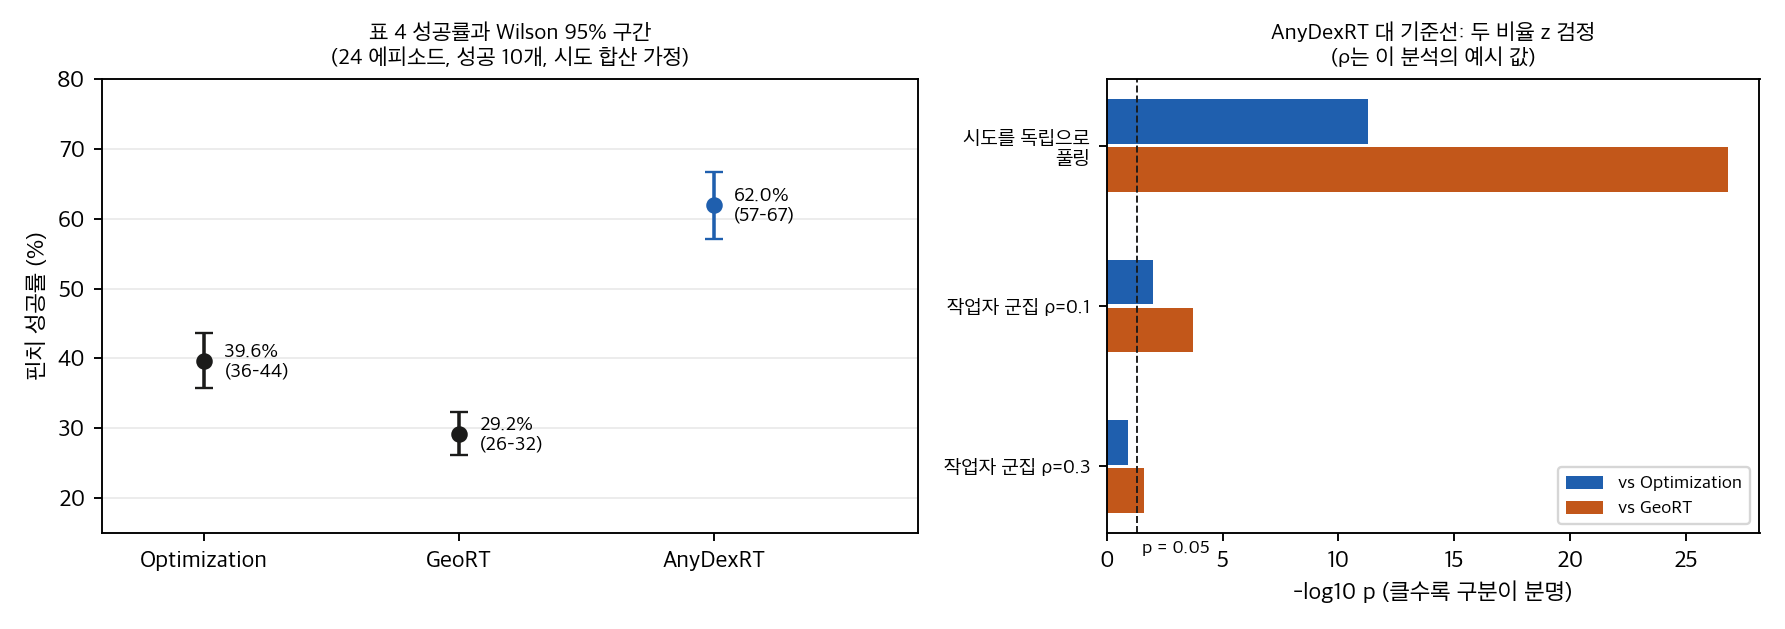 표 4 성공률과 Wilson 95% 구간
(24 에피소드, 성공 10개, 시도 합산 가정)
핀치 성공률 (%)
80
70
60
50
40
30
20
39.6%
(36-44)
29.2%
(26-32)
62.0%
(57-67)
Optimization
GeoRT
AnyDexRT
AnyDexRT 대 기준선: 두 비율 z 검정
(ρ는 이 분석의 예시 값)
시도를 독립으로
풀링
작업자 군집 ρ=0.1
작업자 군집 ρ=0.3
vs Optimization
vs GeoRT
p = 0.05
0
5
10
15
20
25
-log10 p (클수록 구분이 분명)